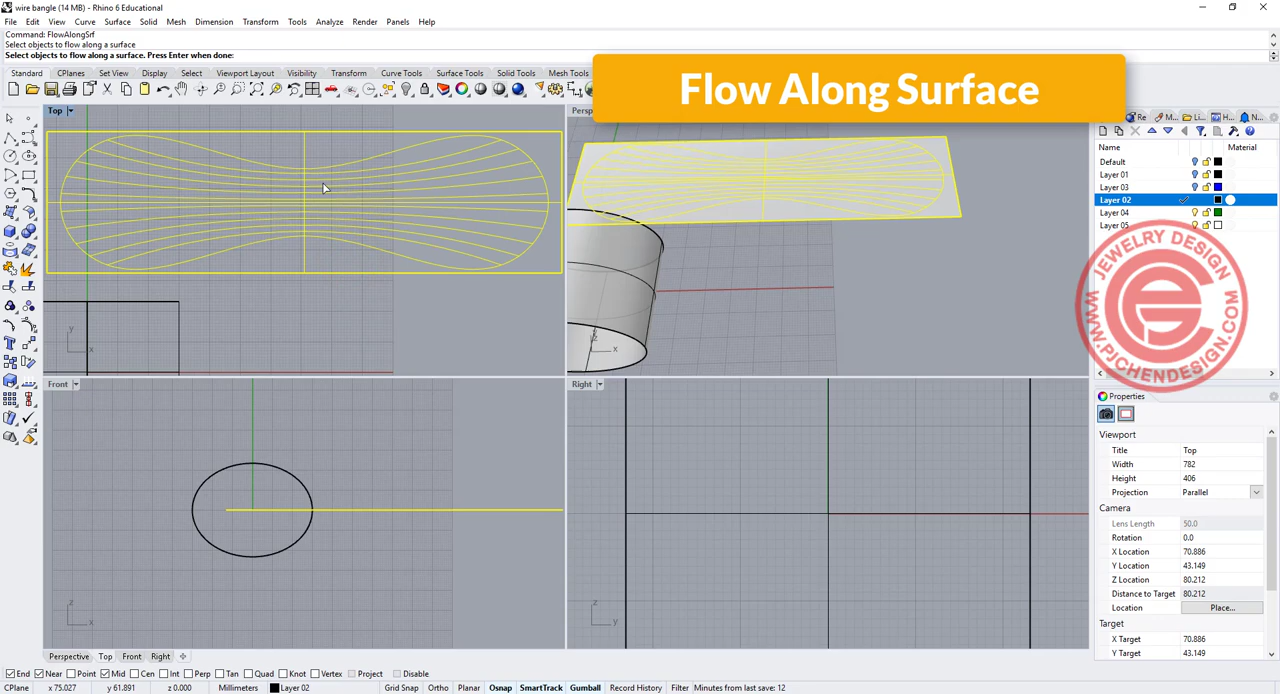 wire bangle (14 MB) - Rhino 6 Educational
File Edit View Curve Surface Solid Mesh Dimension Transform Tools Analyze Render Panels Help
Command: FlowAlongSrf
Select objects to flow along a surface
Select objects to flow along a surface. Press Enter when done:
Flow Along Surface
Standard CPlanes Set View Display Select Viewport Layout Visibility Transform Curve Tools Surface Tools Solid Tools Mesh Tools
Re M... Li... H... N...
Top
Persp
Name Material
Default
Layer 01
Layer 03
Layer 02
Layer 04
Layer 05
JEWELRY DESIGN
WWW.PJCHENDESIGN.COM
y
x
z
x
Front
Right
z
x
z
y
Properties
Viewport
Title Top
Width 782
Height 406
Projection Parallel
Camera
Lens Length 50.0
Rotation 0.0
X Location 70.886
Y Location 43.149
Z Location 80.212
Distance to Target 80.212
Location Place...
Target
X Target 70.886
Y Target 43.149
Perspective Top Front Right
End Near Point Mid Cen Int Perp Tan Quad Knot Vertex Project Disable
CPlane x 75.027 y 61.891 z 0.000 Millimeters Layer 02 Grid Snap Ortho Planar Osnap SmartTrack Gumball Record History Filter Minutes from last save: 12